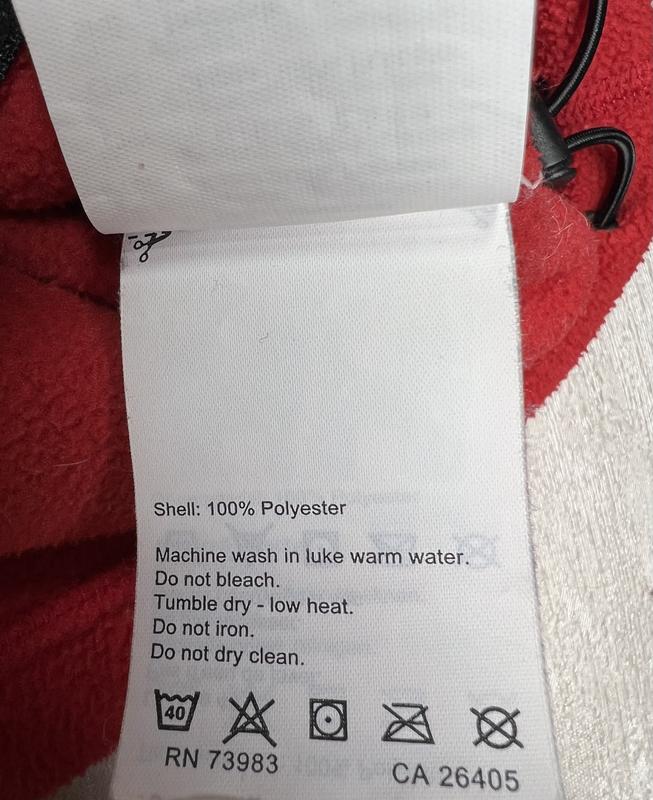 Shell: 100% Polyester
Machine wash in luke warm water.
Do not bleach.
Tumble dry - low heat.
Do not iron.
Do not dry clean.
40
RN 73983
CA 26405